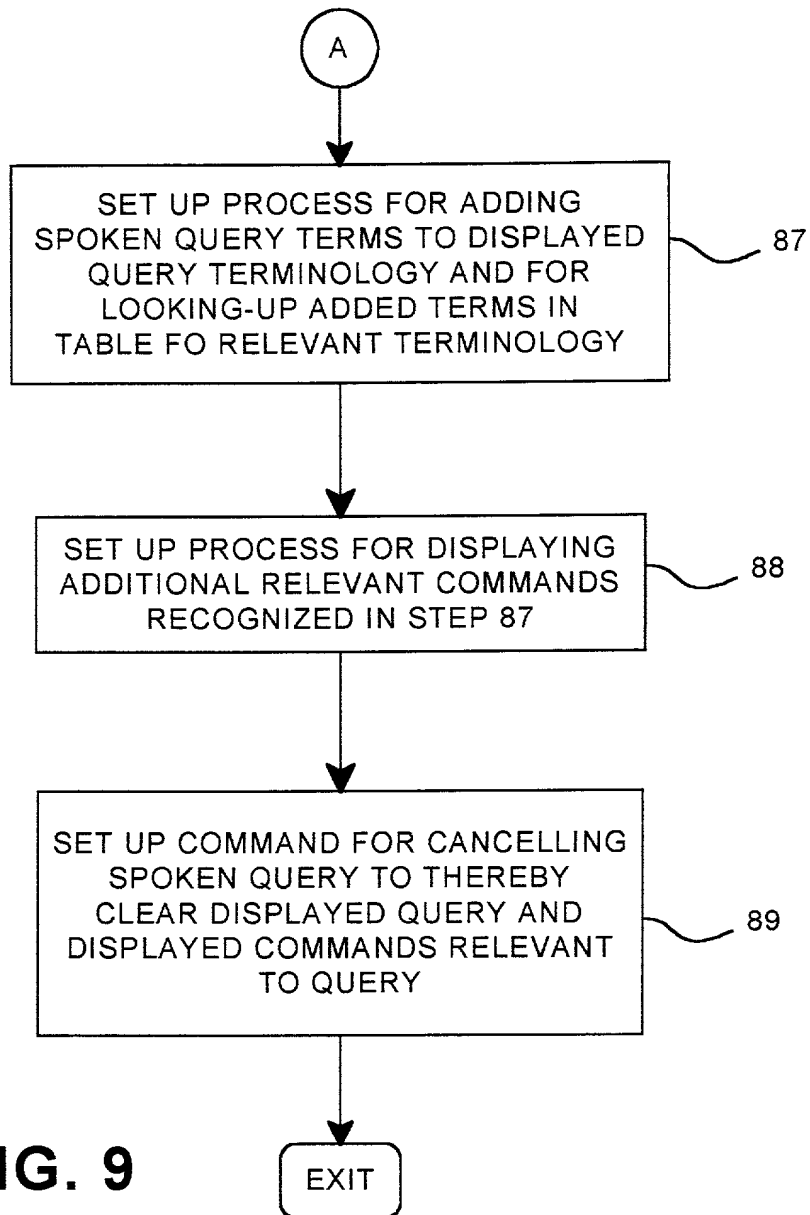 A
SET UP PROCESS FOR ADDING
SPOKEN QUERY TERMS TO DISPLAYED
QUERY TERMINOLOGY AND FOR
LOOKING-UP ADDED TERMS IN
TABLE FO RELEVANT TERMINOLOGY
87
SET UP PROCESS FOR DISPLAYING
ADDITIONAL RELEVANT COMMANDS
RECOGNIZED IN STEP 87
88
SET UP COMMAND FOR CANCELLING
SPOKEN QUERY TO THEREBY
CLEAR DISPLAYED QUERY AND
DISPLAYED COMMANDS RELEVANT
TO QUERY
89
IG. 9
EXIT